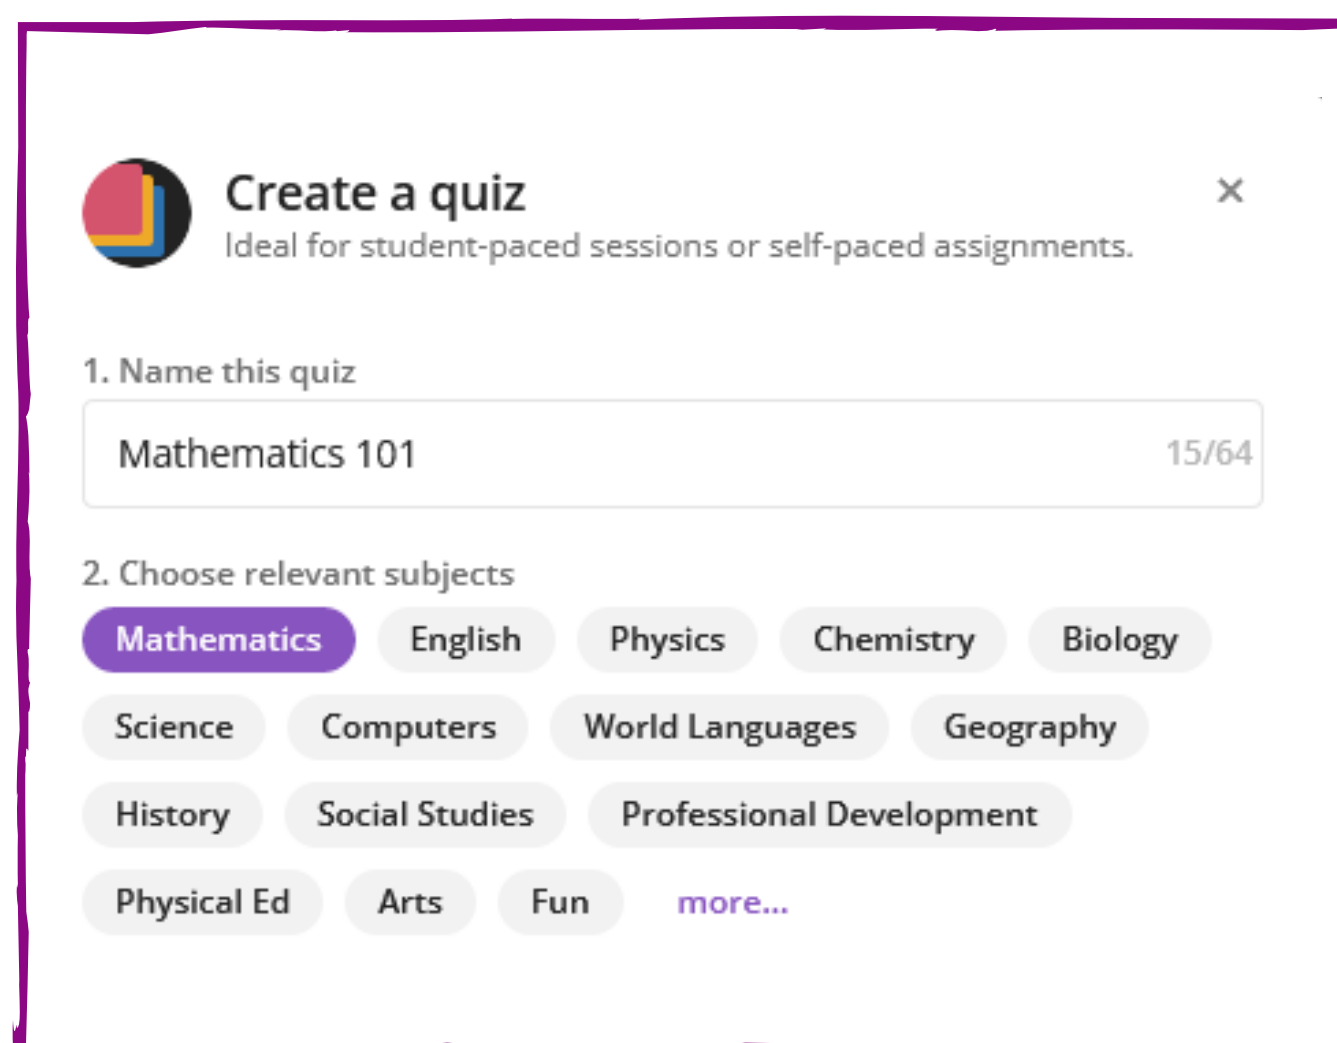 Create a quiz
Ideal for student-paced sessions or self-paced assignments.
1. Name this quiz
Mathematics 101 15/64
2. Choose relevant subjects
Mathematics English Physics Chemistry Biology
Science Computers World Languages Geography
History Social Studies Professional Development
Physical Ed Arts Fun more...